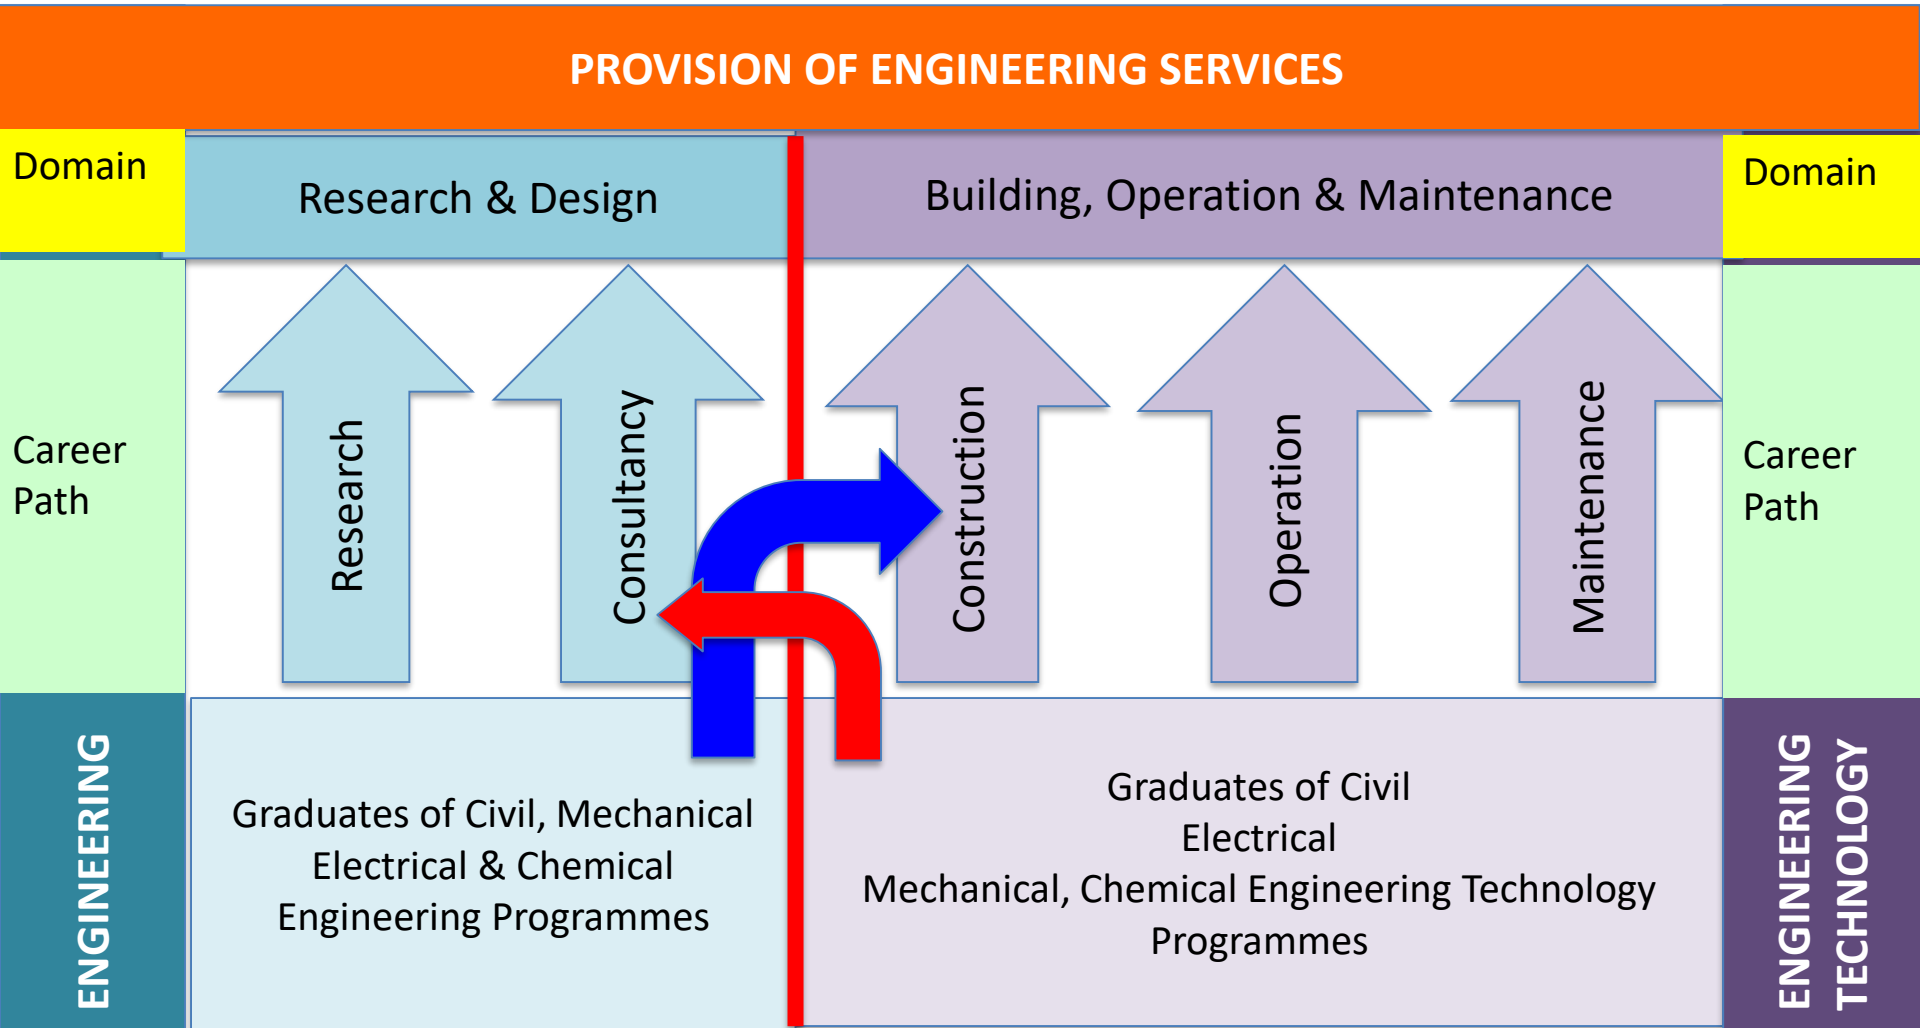 PROVISION OF ENGINEERING SERVICES
Domain
Research & Design
Building, Operation & Maintenance
Domain
Career
Path
Research
Consultancy
Construction
Operation
Maintenance
Career
Path
ENGINEERING
Graduates of Civil, Mechanical
Electrical & Chemical
Engineering Programmes
Graduates of Civil
Electrical
Mechanical, Chemical Engineering Technology
Programmes
ENGINEERING
TECHNOLOGY